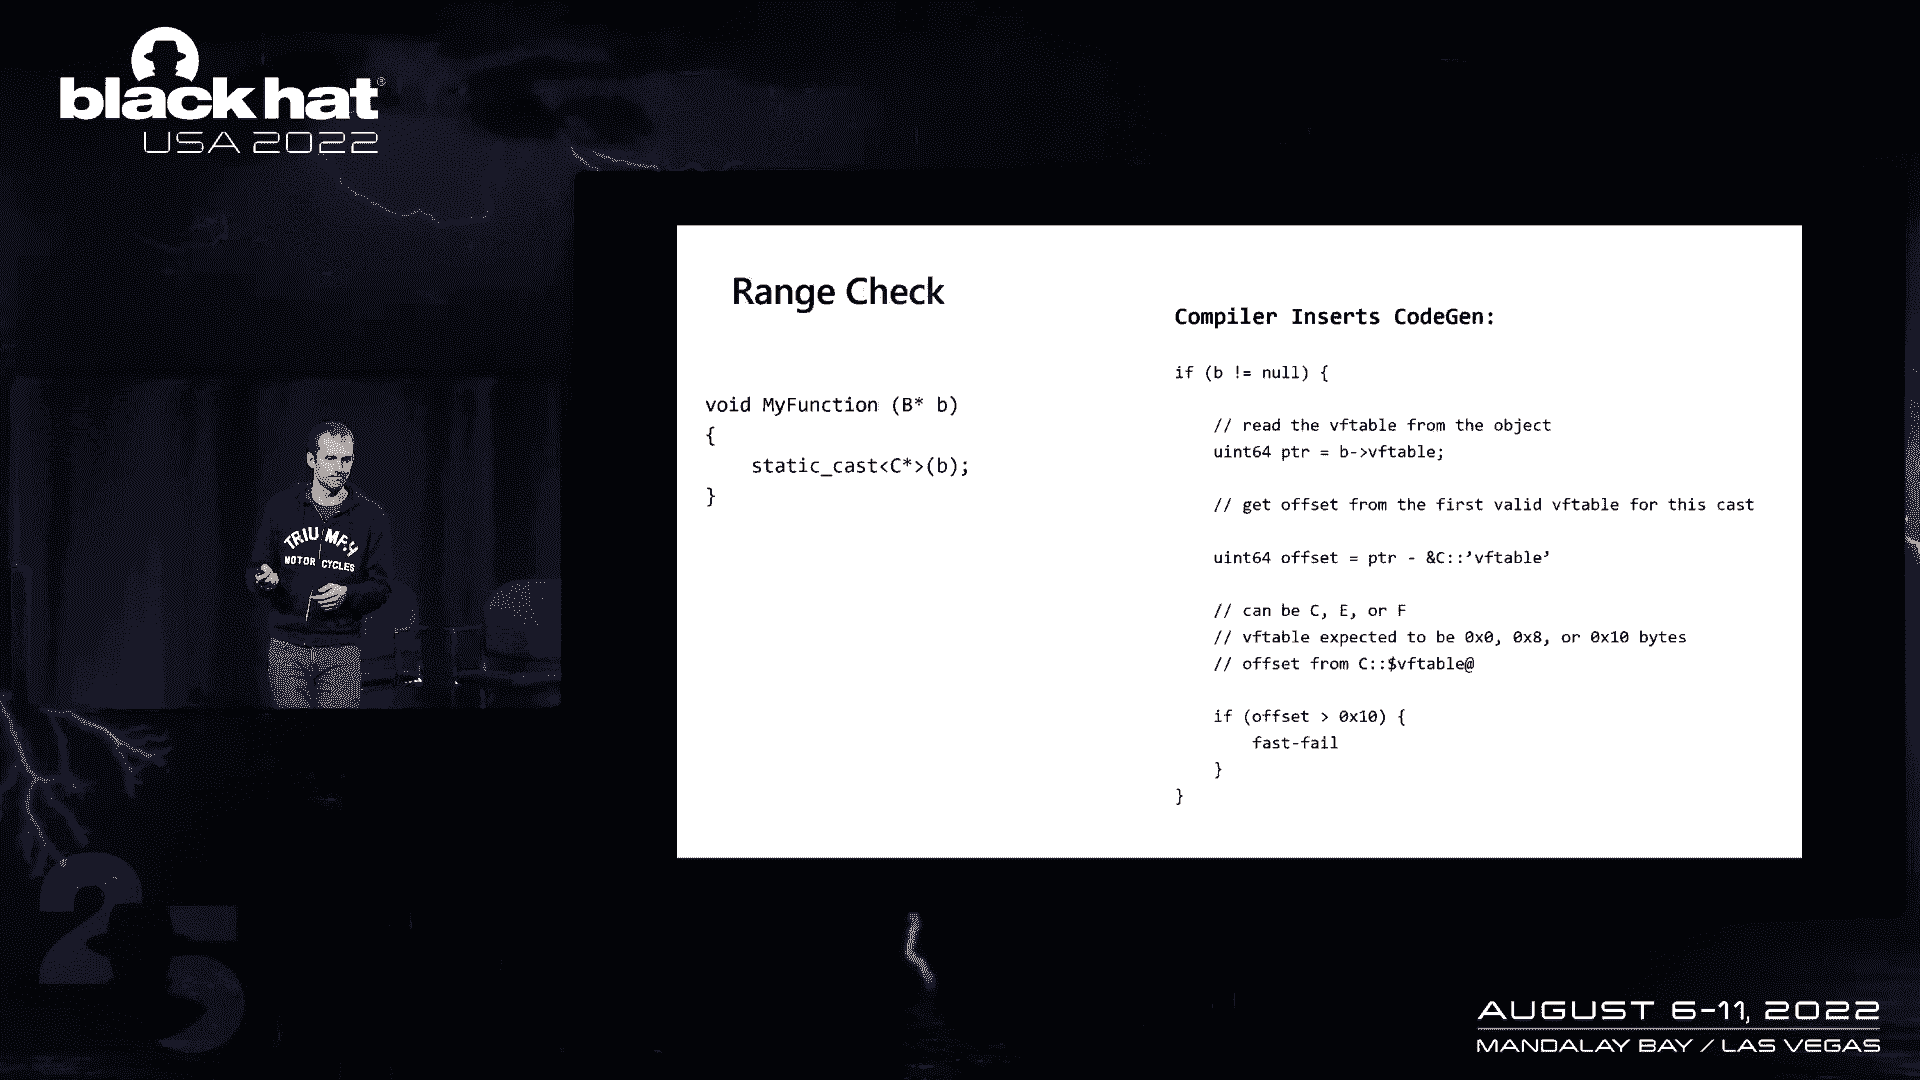 black hat®
USA 2022
TRIUMPH
MOTOR CYCLES
Range Check
void MyFunction (B* b)
{
    static_cast<C*>(b);
}
Compiler Inserts CodeGen:
if (b != null) {
    // read the vftable from the object
    uint64 ptr = b->vftable;
    // get offset from the first valid vftable for this cast
    uint64 offset = ptr - &C::’vftable’
    // can be C, E, or F
    // vftable expected to be 0x0, 0x8, or 0x10 bytes
    // offset from C::$vftable@
    if (offset > 0x10) {
        fast-fail
    }
}
25
AUGUST 6-11, 2022
MANDALAY BAY / LAS VEGAS